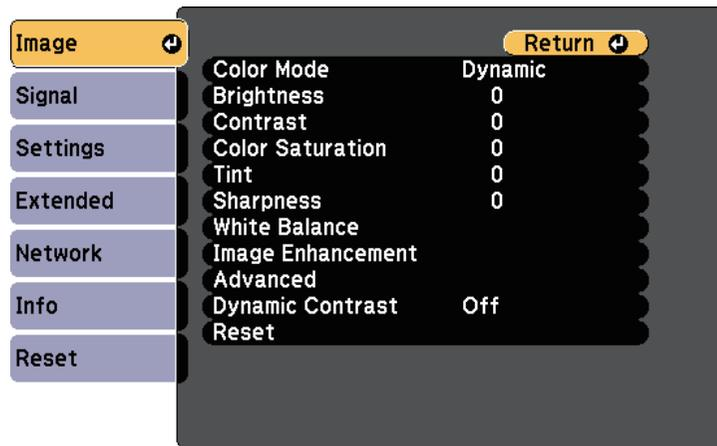 Image
Signal
Settings
Extended
Network
Info
Reset
Return
Color Mode Dynamic
Brightness 0
Contrast 0
Color Saturation 0
Tint 0
Sharpness 0
White Balance
Image Enhancement
Advanced
Dynamic Contrast Off
Reset